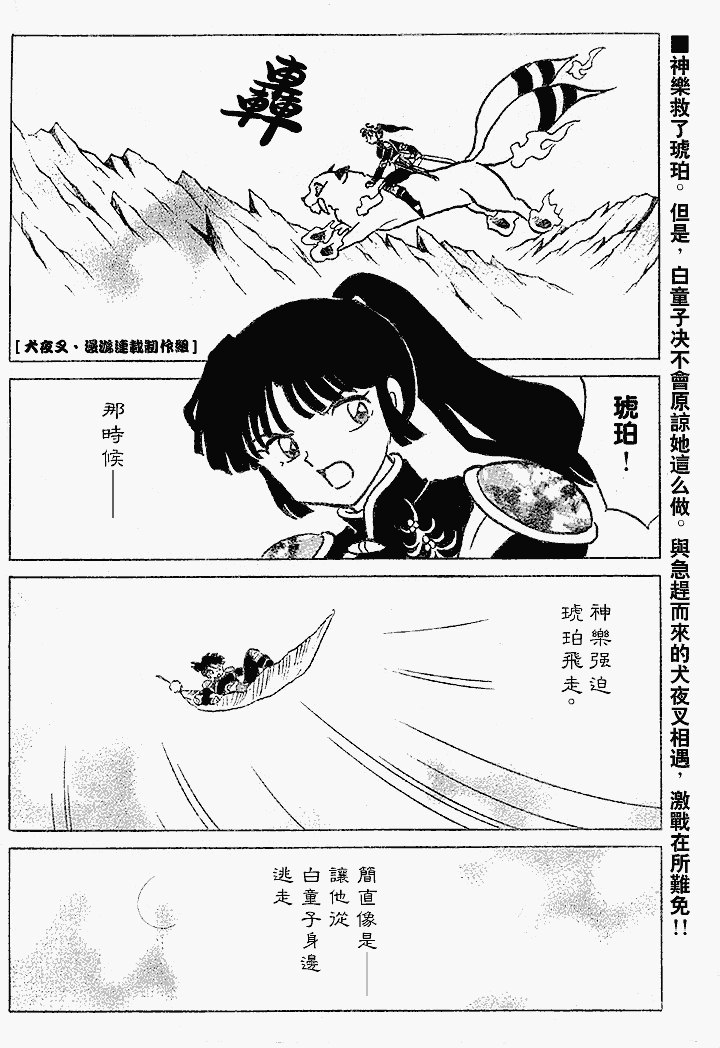 ■神樂救了琥珀。但是，白童子決不會原諒她這么做。與急趕而來的犬夜叉相遇，激戰在所難免!!
轟
[犬夜叉·漫游連載制作組]
琥珀！
那時候——
神樂强迫
琥珀飛走。
簡直像是——
讓他從
白童子身邊
逃走